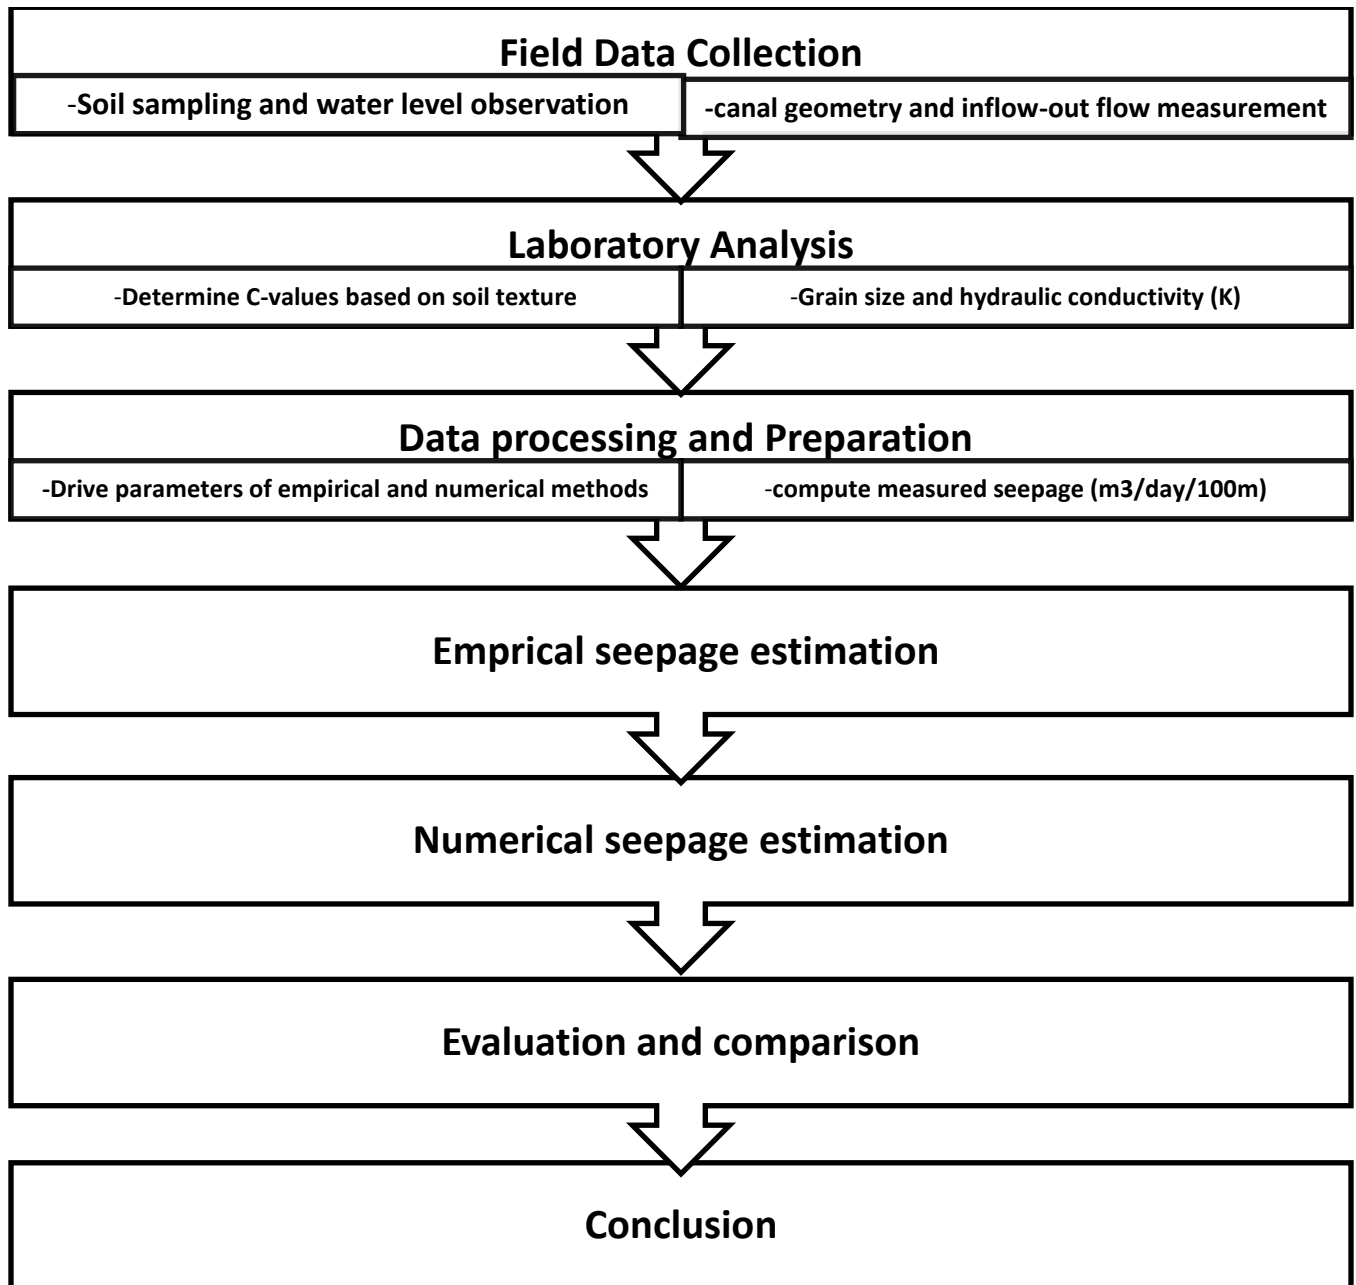 Field Data Collection
-Soil sampling and water level observation
-canal geometry and inflow-out flow measurement
Laboratory Analysis
-Determine C-values based on soil texture
-Grain size and hydraulic conductivity (K)
Data processing and Preparation
-Drive parameters of empirical and numerical methods
-compute measured seepage (m3/day/100m)
Emprical seepage estimation
Numerical seepage estimation
Evaluation and comparison
Conclusion